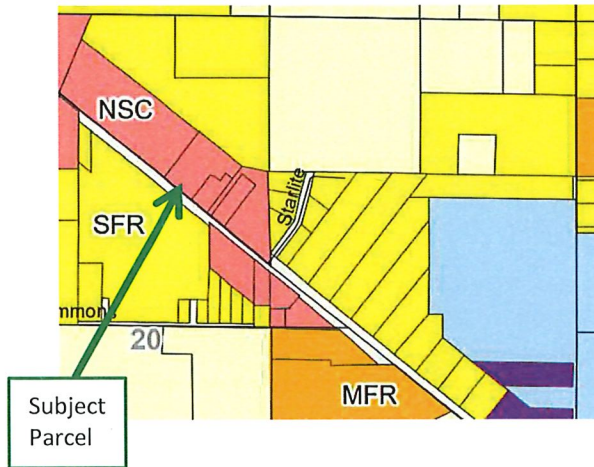 NSC
Starlite
SFR
mmons
20
MFR
Subject
Parcel